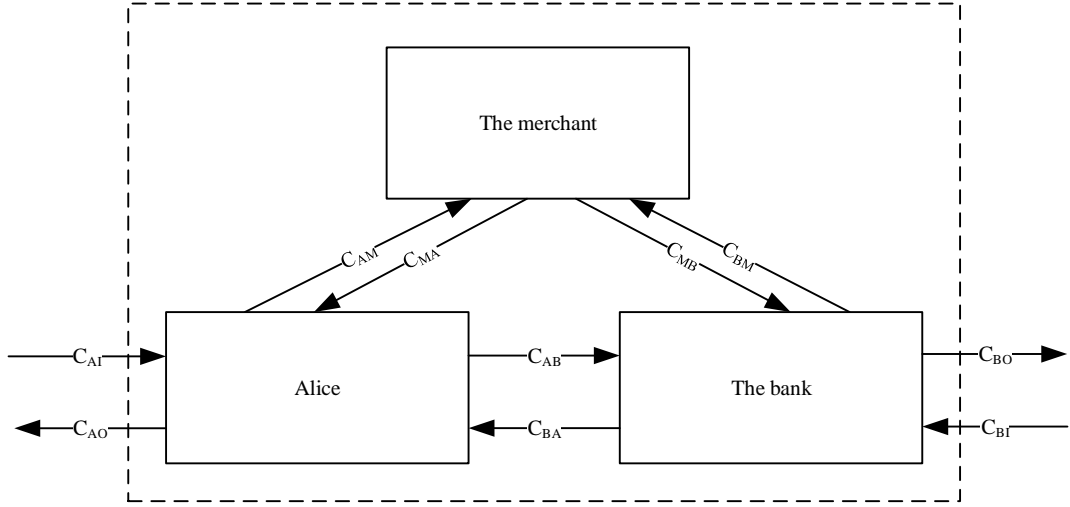 The merchant
C_AM
C_MA
C_MB
C_BM
C_AI
C_AB
C_BO
Alice
The bank
C_AO
C_BA
C_BI